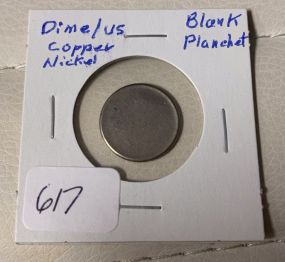 Dime/us
Copper
Nickel
Blank
Planchet
617